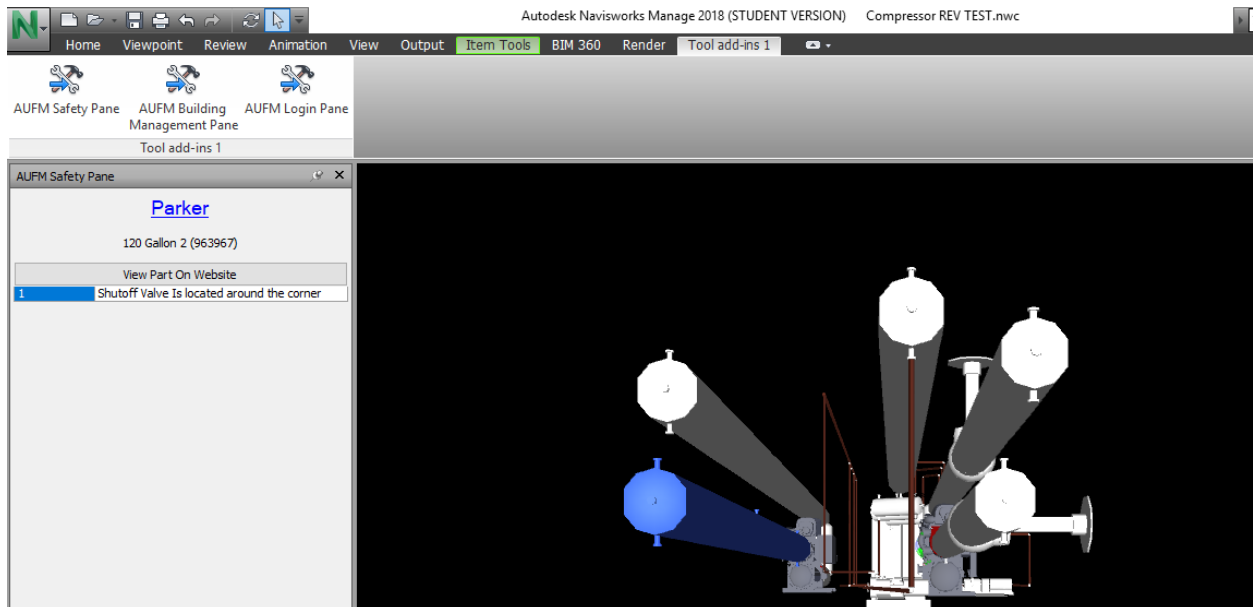 N
Autodesk Navisworks Manage 2018 (STUDENT VERSION) Compressor REV TEST.nwc
Home Viewpoint Review Animation View Output Item Tools BIM 360 Render Tool add-ins 1
AUFM Safety Pane AUFM Building AUFM Login Pane
Management Pane
Tool add-ins 1
AUFM Safety Pane
Parker
120 Gallon 2 (963967)
View Part On Website
1 Shutoff Valve Is located around the corner